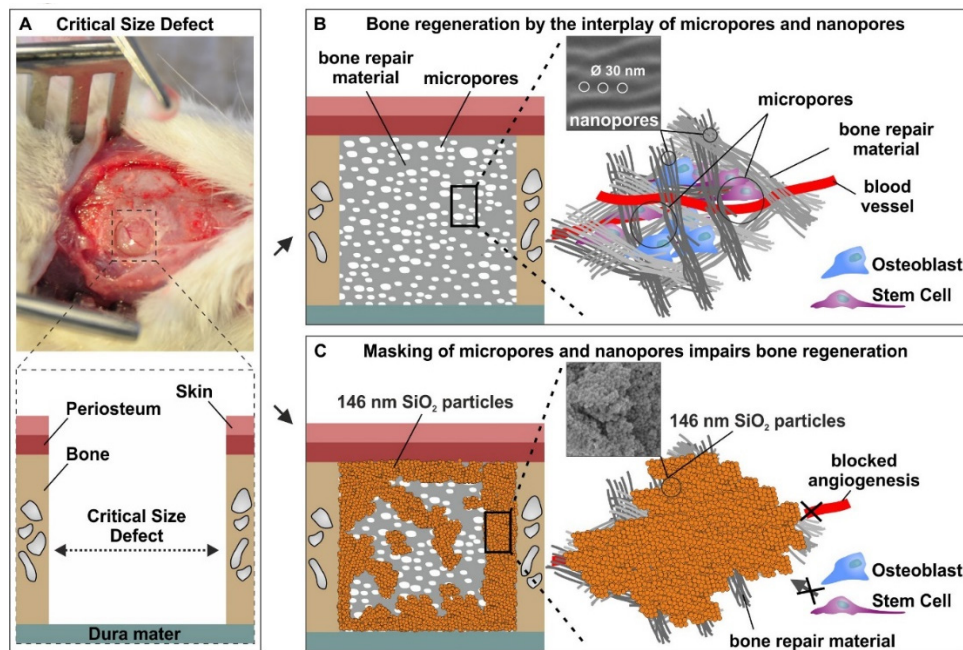 A
Critical Size Defect
Skin
Periosteum
Bone
Critical Size
Defect
Dura mater
B
Bone regeneration by the interplay of micropores and nanopores
bone repair
material
micropores
Ø 30 nm
nanopores
micropores
bone repair
material
blood
vessel
Osteoblast
Stem Cell
C
Masking of micropores and nanopores impairs bone regeneration
146 nm SiO₂ particles
146 nm SiO₂ particles
blocked
angiogenesis
Osteoblast
Stem Cell
bone repair material